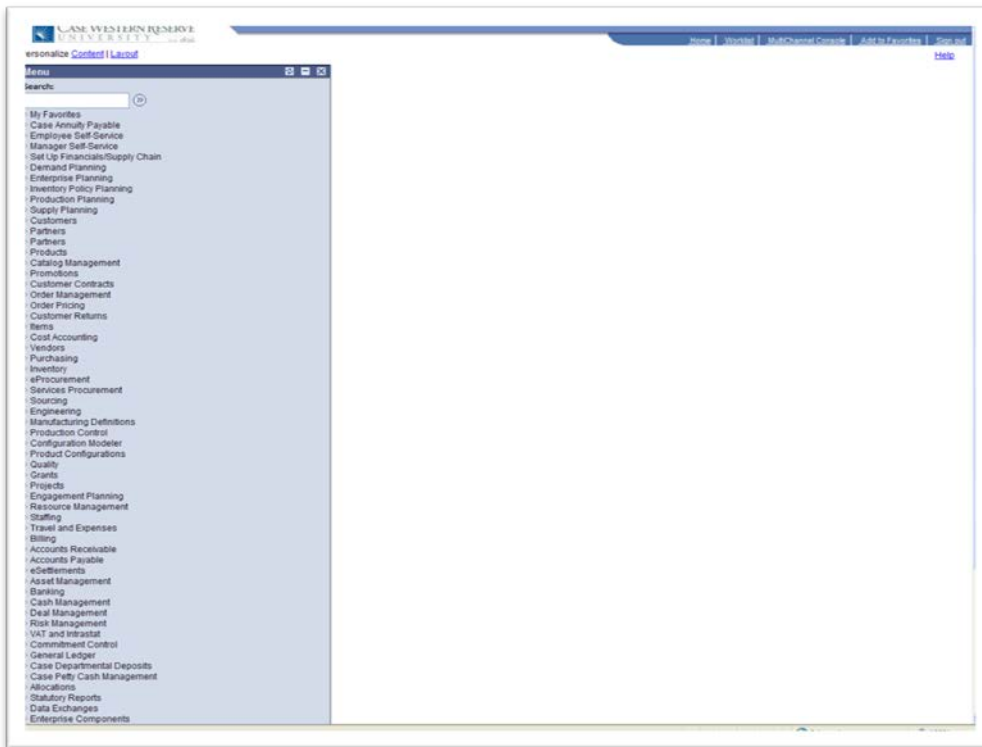 CASE WESTERN RESERVE
UNIVERSITY
Home | Worklist | MultiChannel Console | Add to Favorites | Sign out
ersonalize Content | Layout
Help
Menu
Search:
My Favorites
Case Annuity Payable
Employee Self-Service
Manager Self-Service
Set Up Financials/Supply Chain
Demand Planning
Enterprise Planning
Inventory Policy Planning
Production Planning
Supply Planning
Customers
Partners
Partners
Products
Catalog Management
Promotions
Customer Contracts
Order Management
Order Pricing
Customer Returns
Items
Cost Accounting
Vendors
Purchasing
Inventory
eProcurement
Services Procurement
Sourcing
Engineering
Manufacturing Definitions
Production Control
Configuration Modeler
Product Configurations
Quality
Grants
Projects
Engagement Planning
Resource Management
Staffing
Travel and Expenses
Billing
Accounts Receivable
Accounts Payable
eSettlements
Asset Management
Banking
Cash Management
Deal Management
Risk Management
VAT and Intrastat
Commitment Control
General Ledger
Case Departmental Deposits
Case Petty Cash Management
Allocations
Statutory Reports
Data Exchanges
Enterprise Components